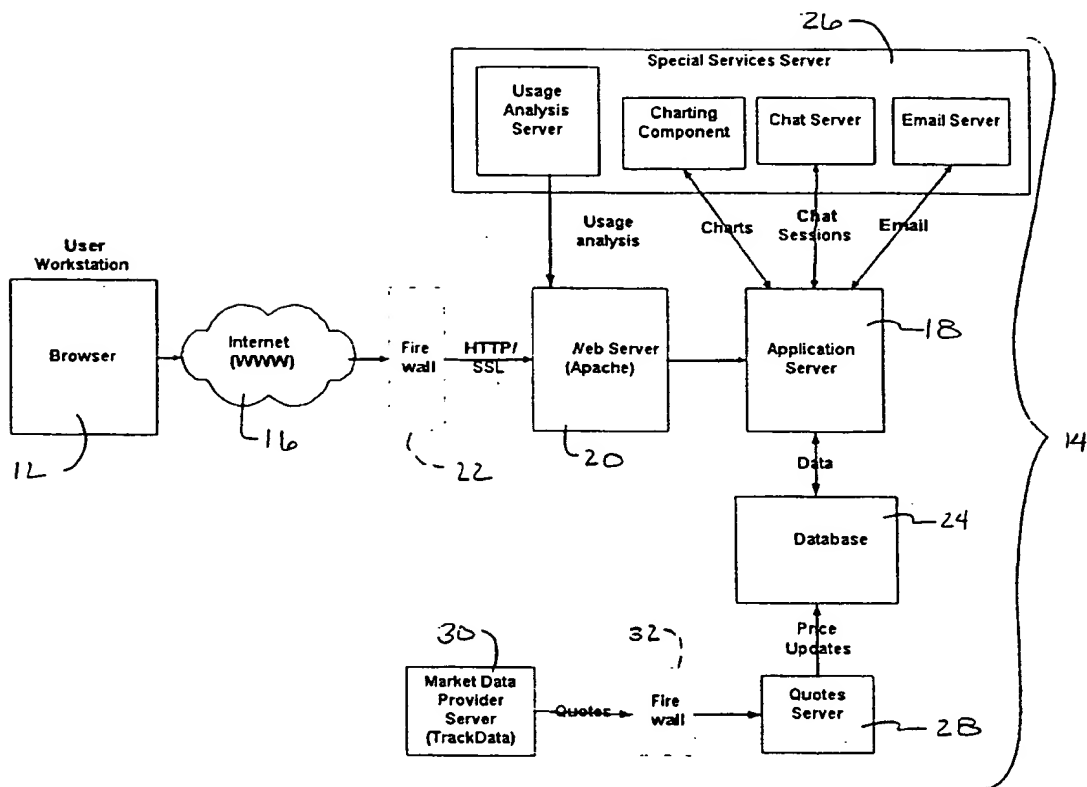 26
Special Services Server
Usage
Analysis
Server
Charting
Component
Chat Server
Email Server
Usage
analysis
Charts
Chat
Sessions
Email
User
Workstation
Browser
Internet
(WWW)
Fire
wall
HTTP/
SSL
Web Server
(Apache)
Application
Server
18
12
16
22
20
14
Data
Database
24
Price
Updates
30
32
Market Data
Provider
Server
(TrackData)
Quotes
Fire
wall
Quotes
Server
28